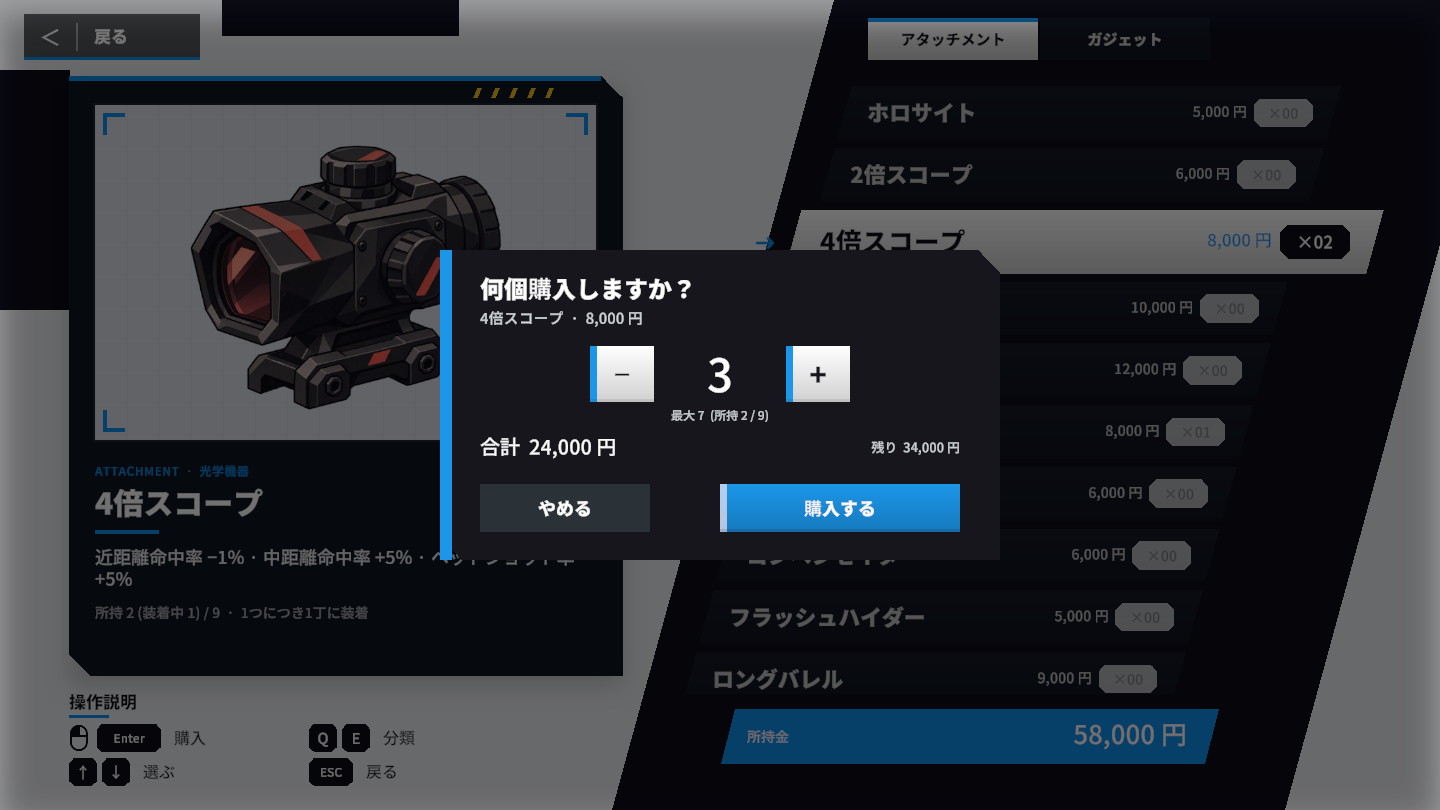 ＜ 戻る
アタッチメント
ガジェット
ホロサイト 5,000 円 ×00
2倍スコープ 6,000 円 ×00
→ 4倍スコープ 8,000 円 ×02
10,000 円 ×00
12,000 円 ×00
8,000 円 ×01
6,000 円 ×00
6,000 円 ×00
フラッシュハイダー 5,000 円 ×00
ロングバレル 9,000 円 ×00
所持金 58,000 円
何個購入しますか？
4倍スコープ ・ 8,000 円
− 3 +
最大 7 (所持 2 / 9)
合計 24,000 円
残り 34,000 円
やめる
購入する
ATTACHMENT ・ 光学機器
4倍スコープ
近距離命中率 −1%・中距離命中率 +5%・ヘッドショット率
+5%
所持 2 (装着中 1) / 9 ・ 1つにつき1丁に装着
操作説明
Enter 購入
Q E 分類
↑ ↓ 選ぶ
ESC 戻る